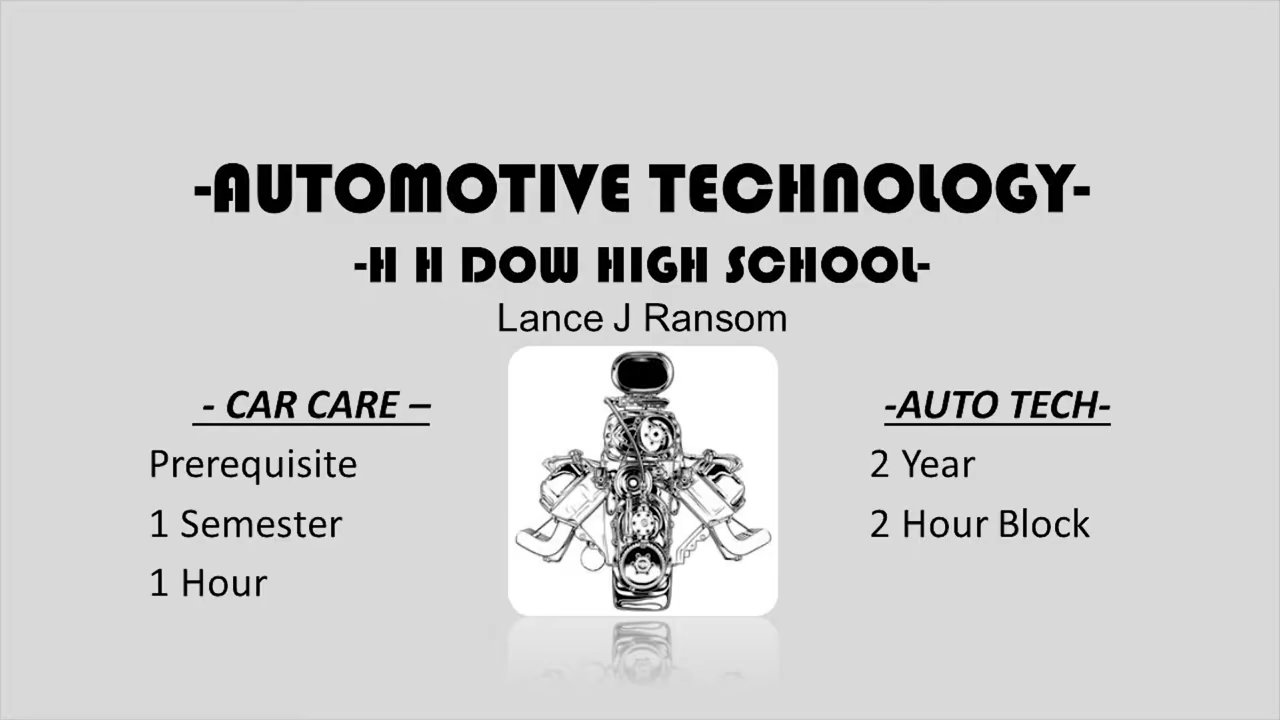 -AUTOMOTIVE TECHNOLOGY-
-H H DOW HIGH SCHOOL-
Lance J Ransom
- CAR CARE –
Prerequisite
1 Semester
1 Hour
-AUTO TECH-
2 Year
2 Hour Block